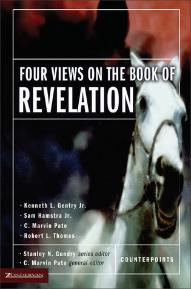 FOUR VIEWS ON THE BOOK OF
REVELATION
· Kenneth L. Gentry Jr.
· Sam Hamstra Jr.
· C. Marvin Pate
· Robert L. Thomas
· Stanley N. Gundry series editor
· C. Marvin Pate general editor
COUNTERPOINTS
ZONDERVAN